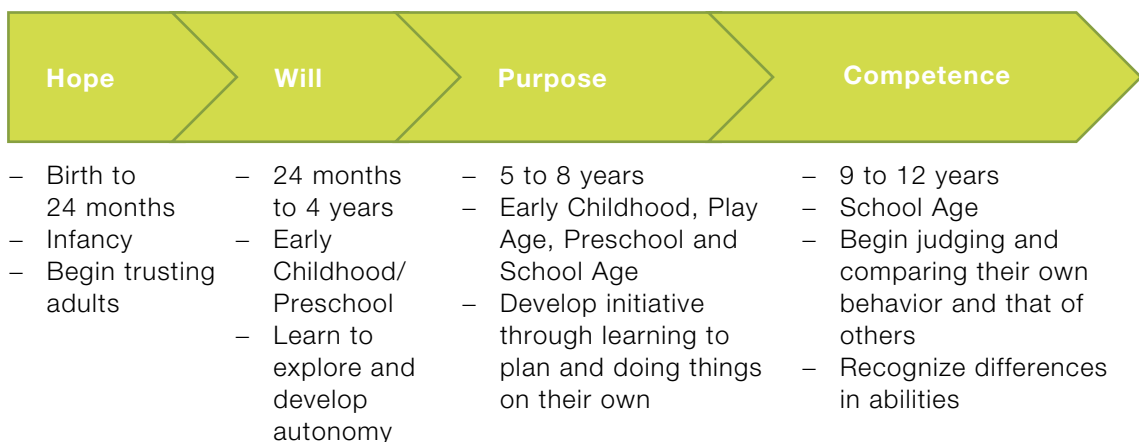 Hope
Will
Purpose
Competence
– Birth to
24 months
– Infancy
– Begin trusting
adults
– 24 months
to 4 years
– Early
Childhood/
Preschool
– Learn to
explore and
develop
autonomy
– 5 to 8 years
– Early Childhood, Play
Age, Preschool and
School Age
– Develop initiative
through learning to
plan and doing things
on their own
– 9 to 12 years
– School Age
– Begin judging and
comparing their own
behavior and that of
others
– Recognize differences
in abilities